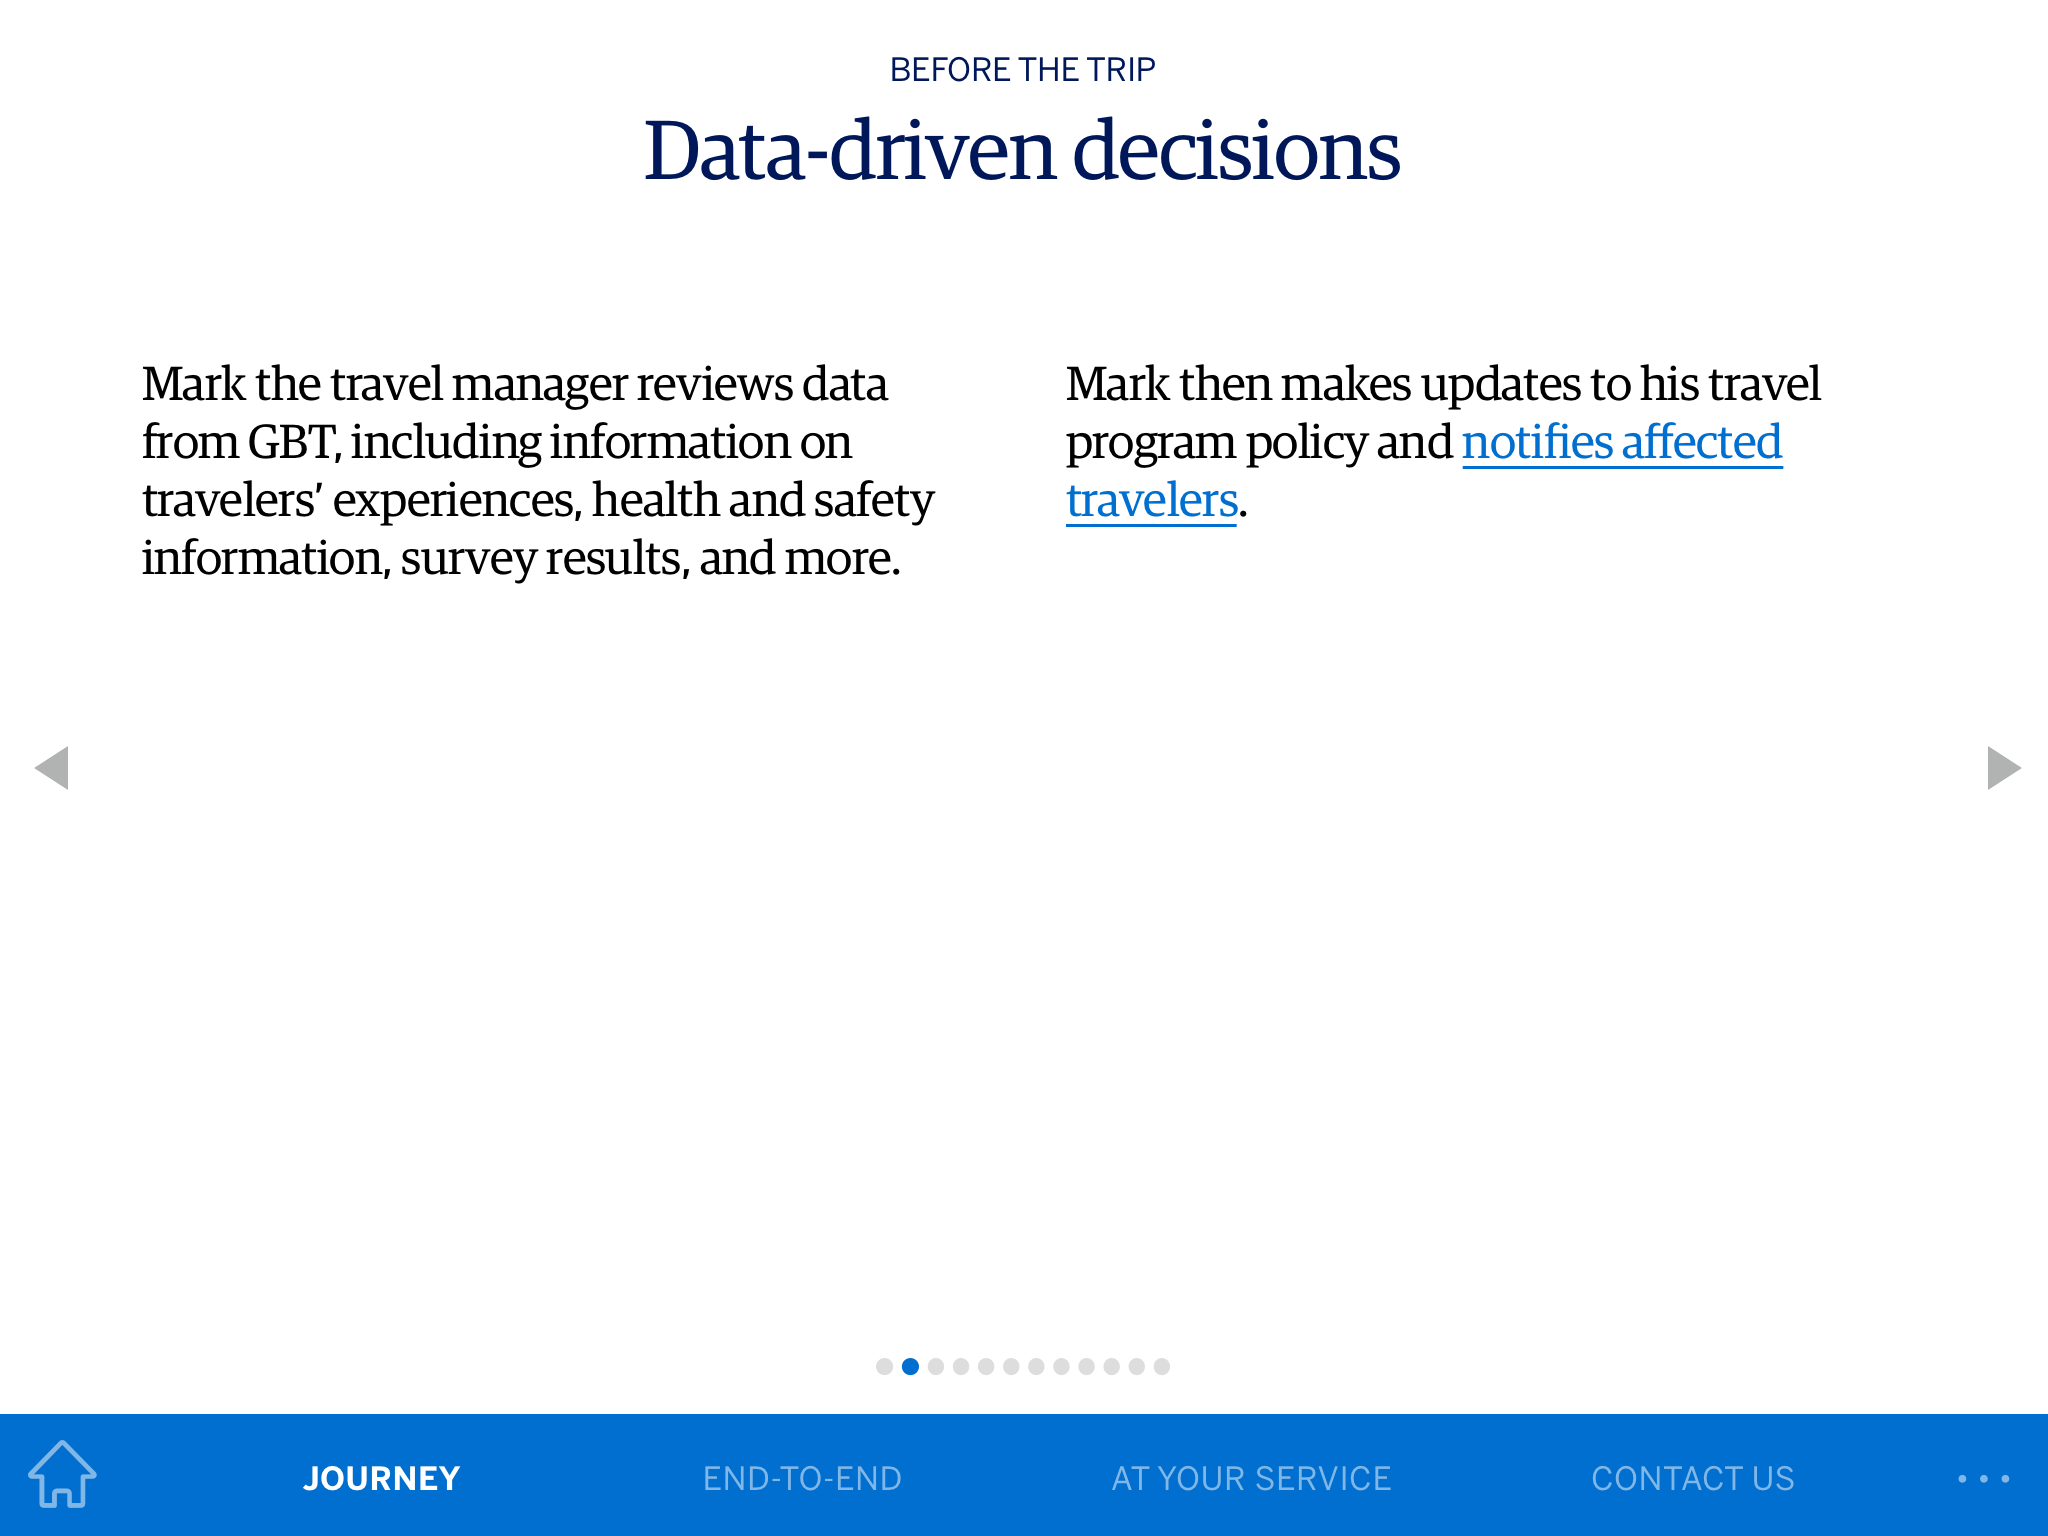 BEFORE THE TRIP
Data-driven decisions
Mark the travel manager reviews data
from GBT, including information on
travelers’ experiences, health and safety
information, survey results, and more.
Mark then makes updates to his travel
program policy and notifies affected
travelers.
JOURNEY
END-TO-END
AT YOUR SERVICE
CONTACT US